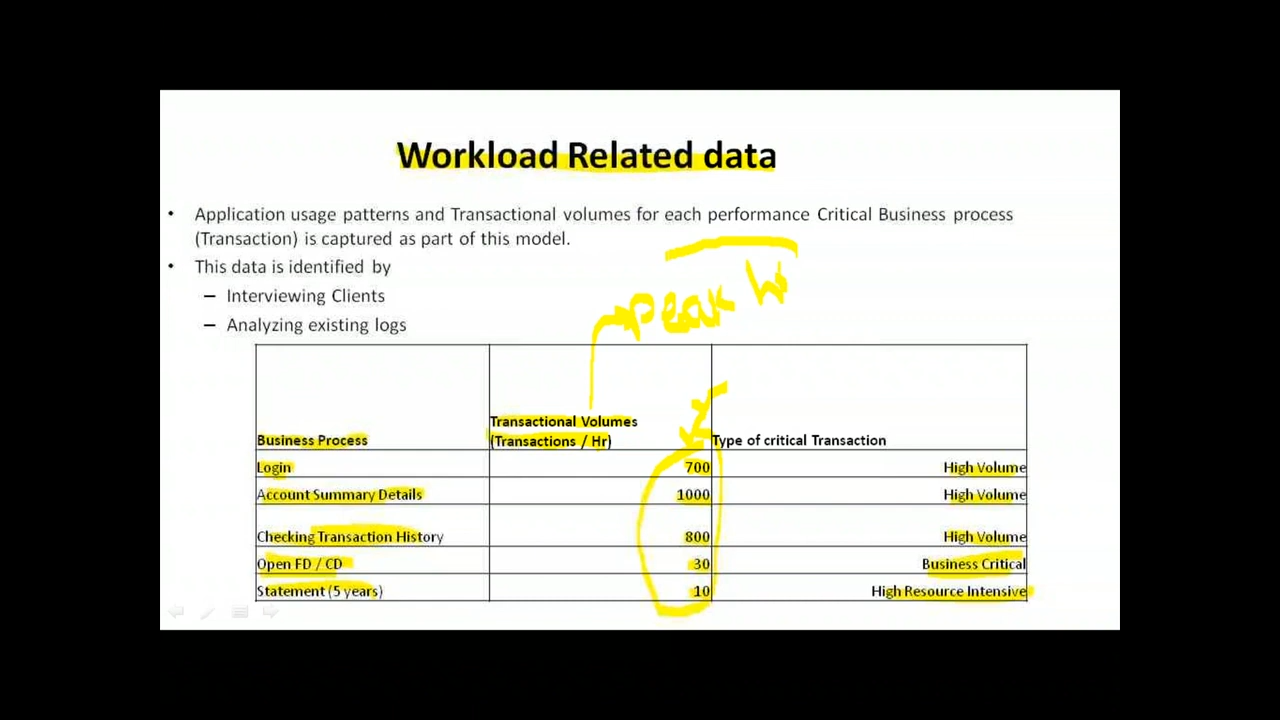 Workload Related data
• Application usage patterns and Transactional volumes for each performance Critical Business process
(Transaction) is captured as part of this model.
• This data is identified by
– Interviewing Clients
– Analyzing existing logs
Peak
Business Process Transactional Volumes (Transactions / Hr) Type of critical Transaction
Login 700 High Volume
Account Summary Details 1000 High Volume
Checking Transaction History 800 High Volume
Open FD / CD 30 Business Critical
Statement (5 years) 10 High Resource Intensive